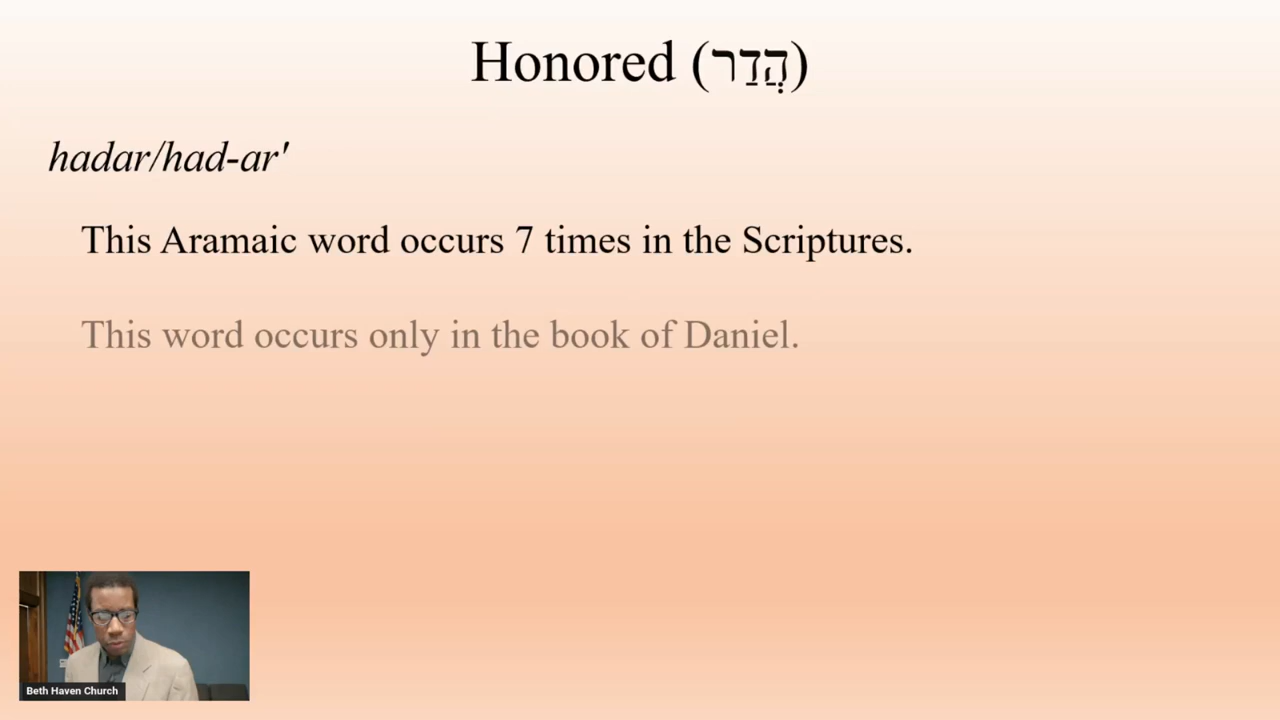 Honored (הֲדַר)
hadar/had-ar'
This Aramaic word occurs 7 times in the Scriptures.
This word occurs only in the book of Daniel.
Beth Haven Church